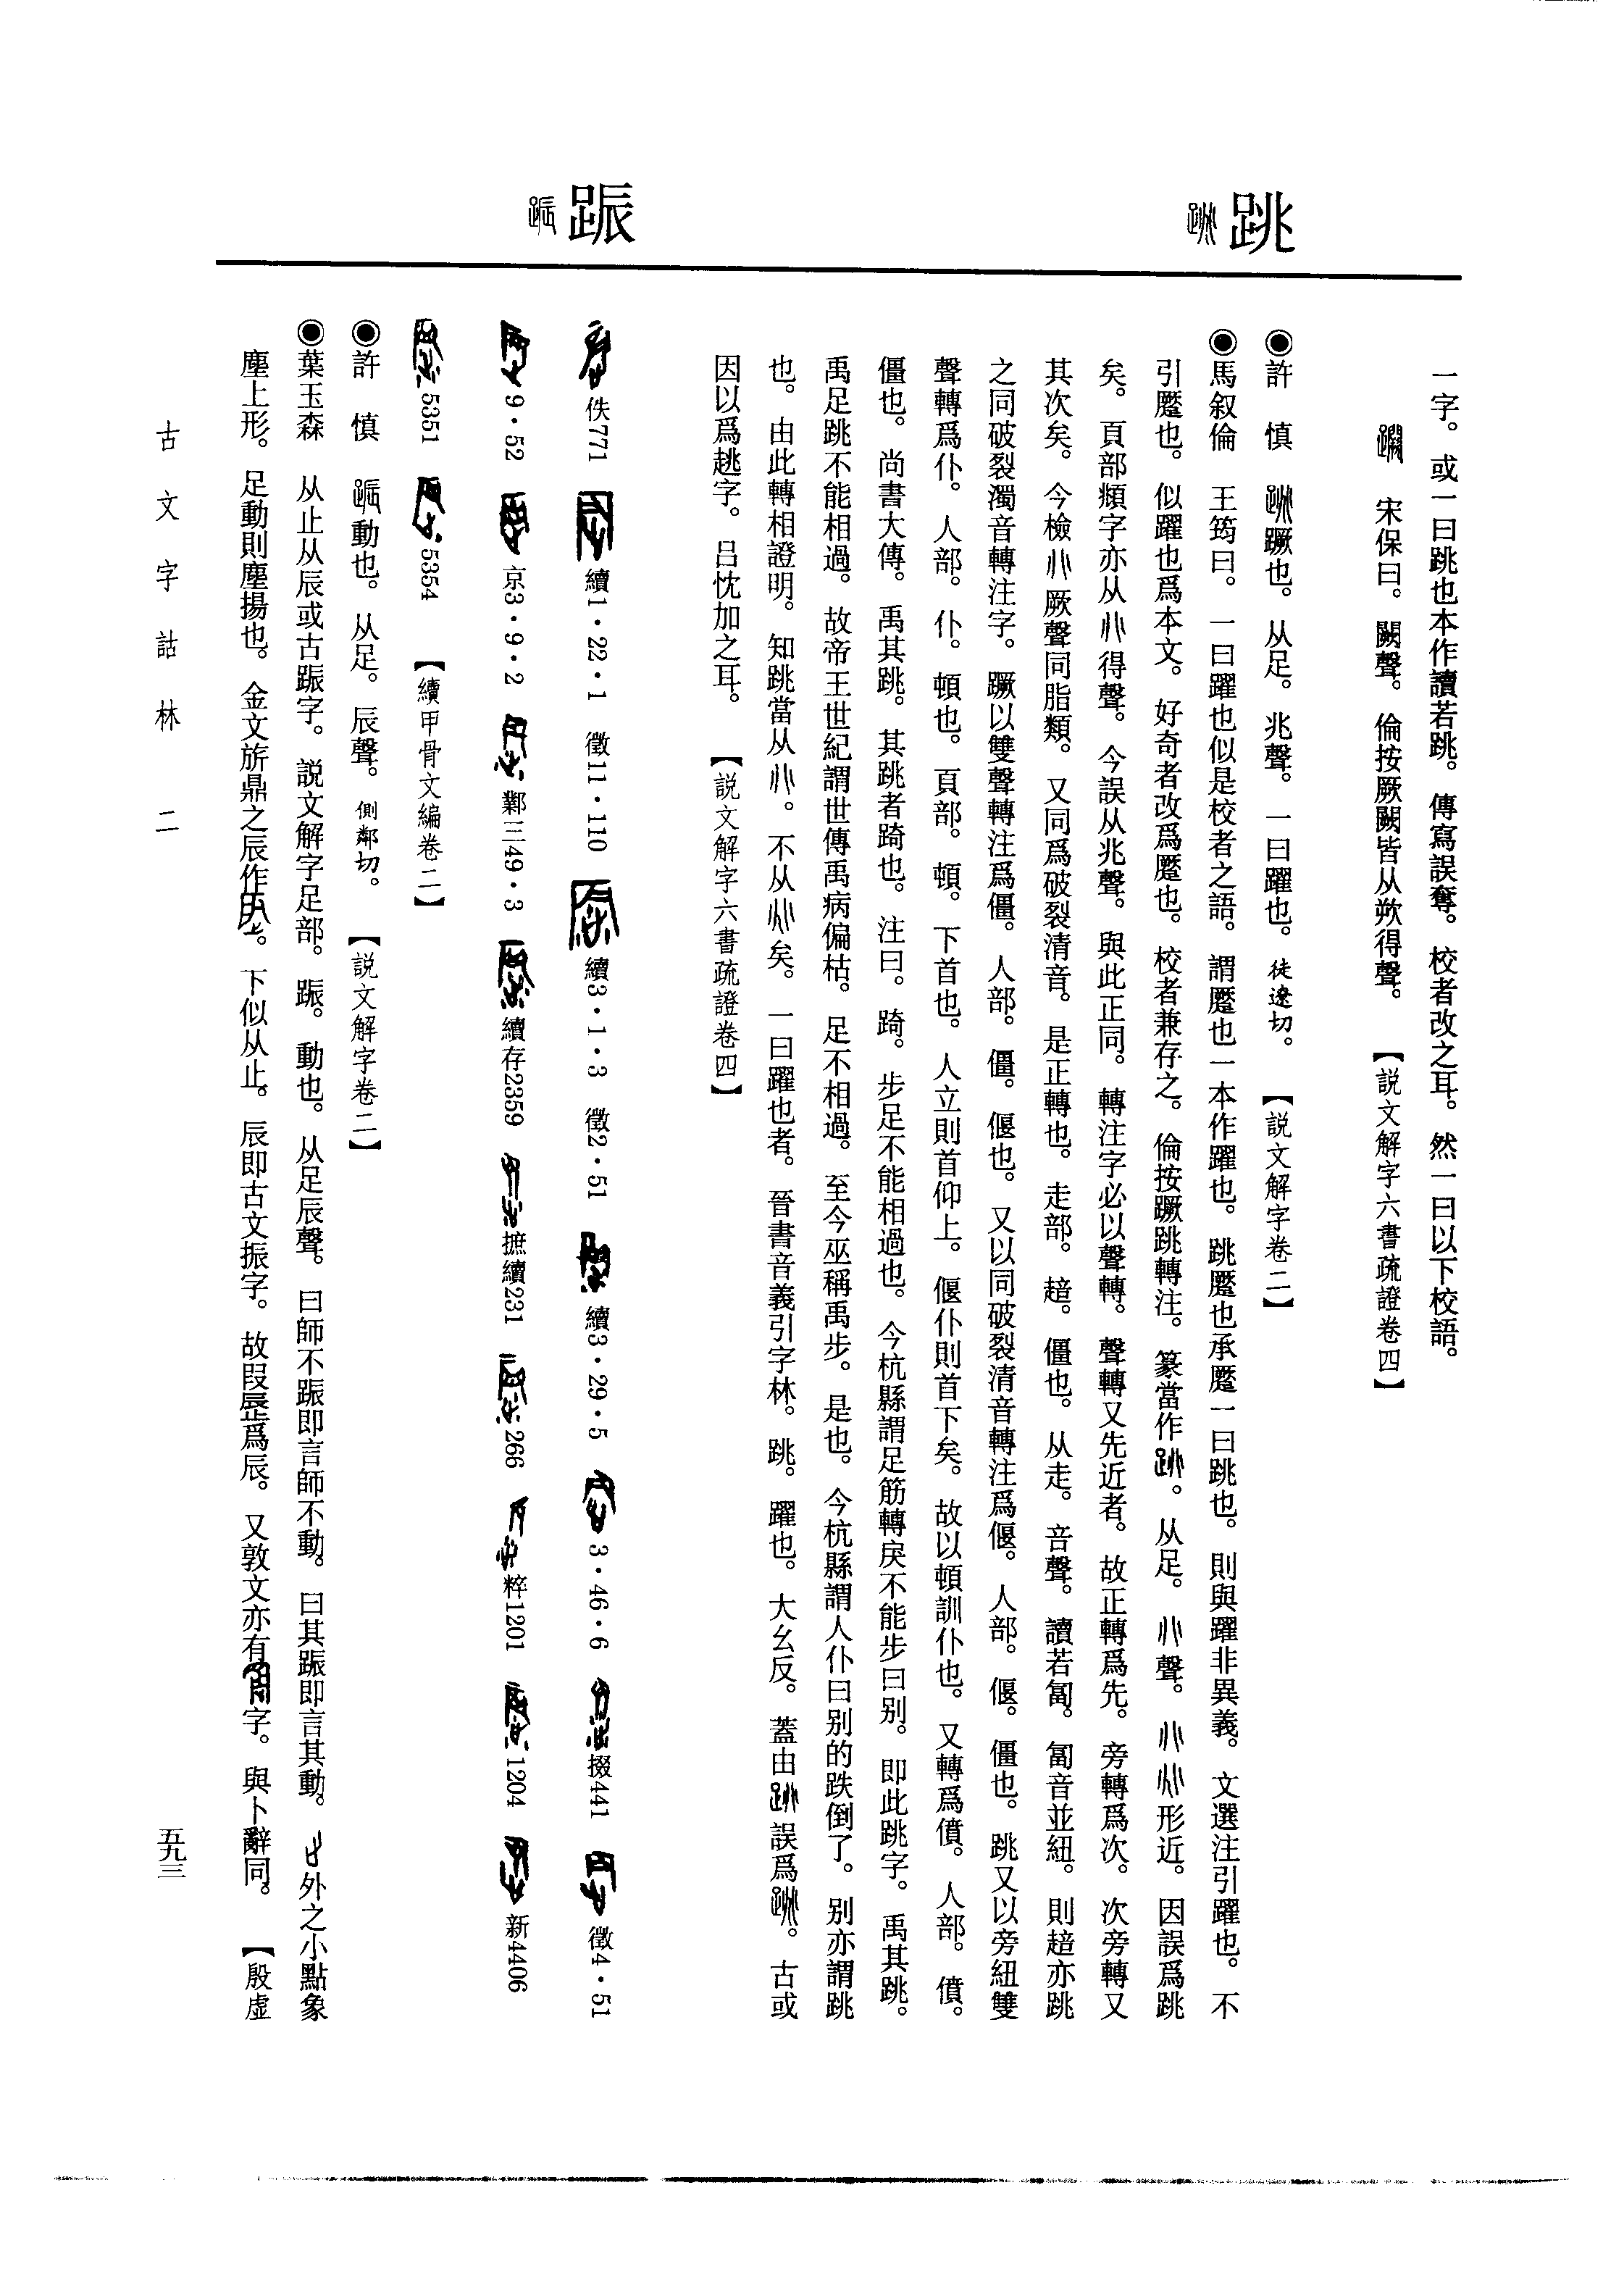 跳
一字。或一曰跳也本作讀若跳。傳寫誤奪。校者改之耳。然一曰以下校語。
宋保曰。闕聲。倫按厥闕皆从欮得聲。【説文解字六書疏證卷四】
◉許　慎　蹶也。从足。兆聲。一曰躍也。徒遼切。【説文解字卷二】
◉馬叙倫　王筠曰。一曰躍也似是校者之語。謂蹷也一本作躍也。跳蹷也承蹷一曰跳也。則與躍非異義。文選注引躍也。不
引蹷也。似躍也爲本文。好奇者改爲蹷也。校者兼存之。倫按蹶跳轉注。篆當作。从足。聲。形近。因誤爲跳
矣。頁部頫字亦从得聲。今誤从兆聲。與此正同。轉注字必以聲轉。聲轉又先近者。故正轉爲先。旁轉爲次。次旁轉又
其次矣。今檢厥聲同脂類。又同爲破裂清音。是正轉也。走部。䞳。僵也。从走。音聲。讀若匐。匐音並紐。則䞳亦跳
之同破裂濁音轉注字。蹶以雙聲轉注爲僵。人部。僵。偃也。又以同破裂清音轉注爲偃。人部。偃。僵也。跳又以旁紐雙
聲轉爲仆。人部。仆。頓也。頁部。頓。下首也。人立則首仰上。偃仆則首下矣。故以頓訓仆也。又轉爲僨。人部。僨。
僵也。尚書大傳。禹其跳。其跳者踦也。注曰。踦。步足不能相過也。今杭縣謂足筋轉戾不能步曰别。即此跳字。禹其跳。
禹足跳不能相過。故帝王世紀謂世傳禹病偏枯。足不相過。至今巫稱禹步。是也。今杭縣謂人仆曰别的跌倒了。别亦謂跳
也。由此轉相證明。知跳當从。不从矣。一曰躍也者。晉書音義引字林。跳。躍也。大幺反。蓋由誤爲。古或
因以爲趒字。吕忱加之耳。【説文解字六書疏證卷四】
踬
佚771　續1·22·1　徵11·110　續3·1·3　徵2·51　續3·29·5　3·46·6　掇441　徵4·51
9·52　京3·9·2　鄴三49·3　續存2359　摭續231　266　粹1201　1204　新4406
5351　5354　【續甲骨文編卷二】
◉許　慎　動也。从足。辰聲。側鄰切。【説文解字卷二】
◉葉玉森　从止从辰或古踬字。説文解字足部。踬。動也。从足辰聲。曰師不踬即言師不動。曰其踬即言其動。外之小點象
塵上形。足動則塵揚也。金文旂鼎之辰作。下似从止。辰即古文振字。故叚爲辰。又敦文亦有字。與卜辭同。【殷虛
古文字詁林　二
五九三